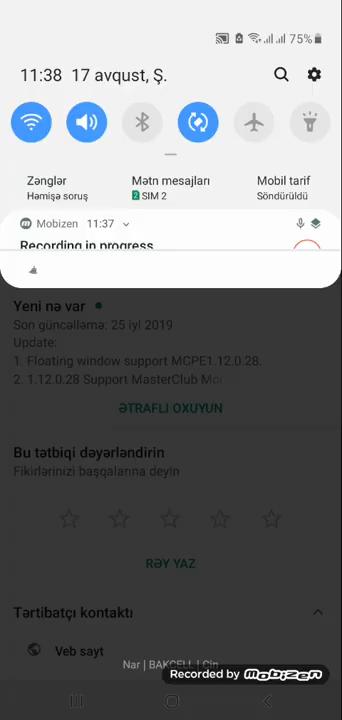 75%
11:38 17 avqust, Ş.
Zənglər
Həmişə soruş
Mətn mesajları
2 SIM 2
Mobil tarif
Söndürüldü
m Mobizen 11:37
Recording in progress
Yeni nə var
Son güncəlləmə: 25 iyl 2019
Update:
1. Floating window support MCPE1.12.0.28.
2. 1.12.0.28 Support MasterClub Mo
ƏTRAFLI OXUYUN
Bu tətbiqi dəyərləndirin
Fikirlərinizi başqalarına deyin
RƏY YAZ
Tərtibatçı kontaktı
Veb saytı
Nar | BAKCELL | Cin
Recorded by mobizen